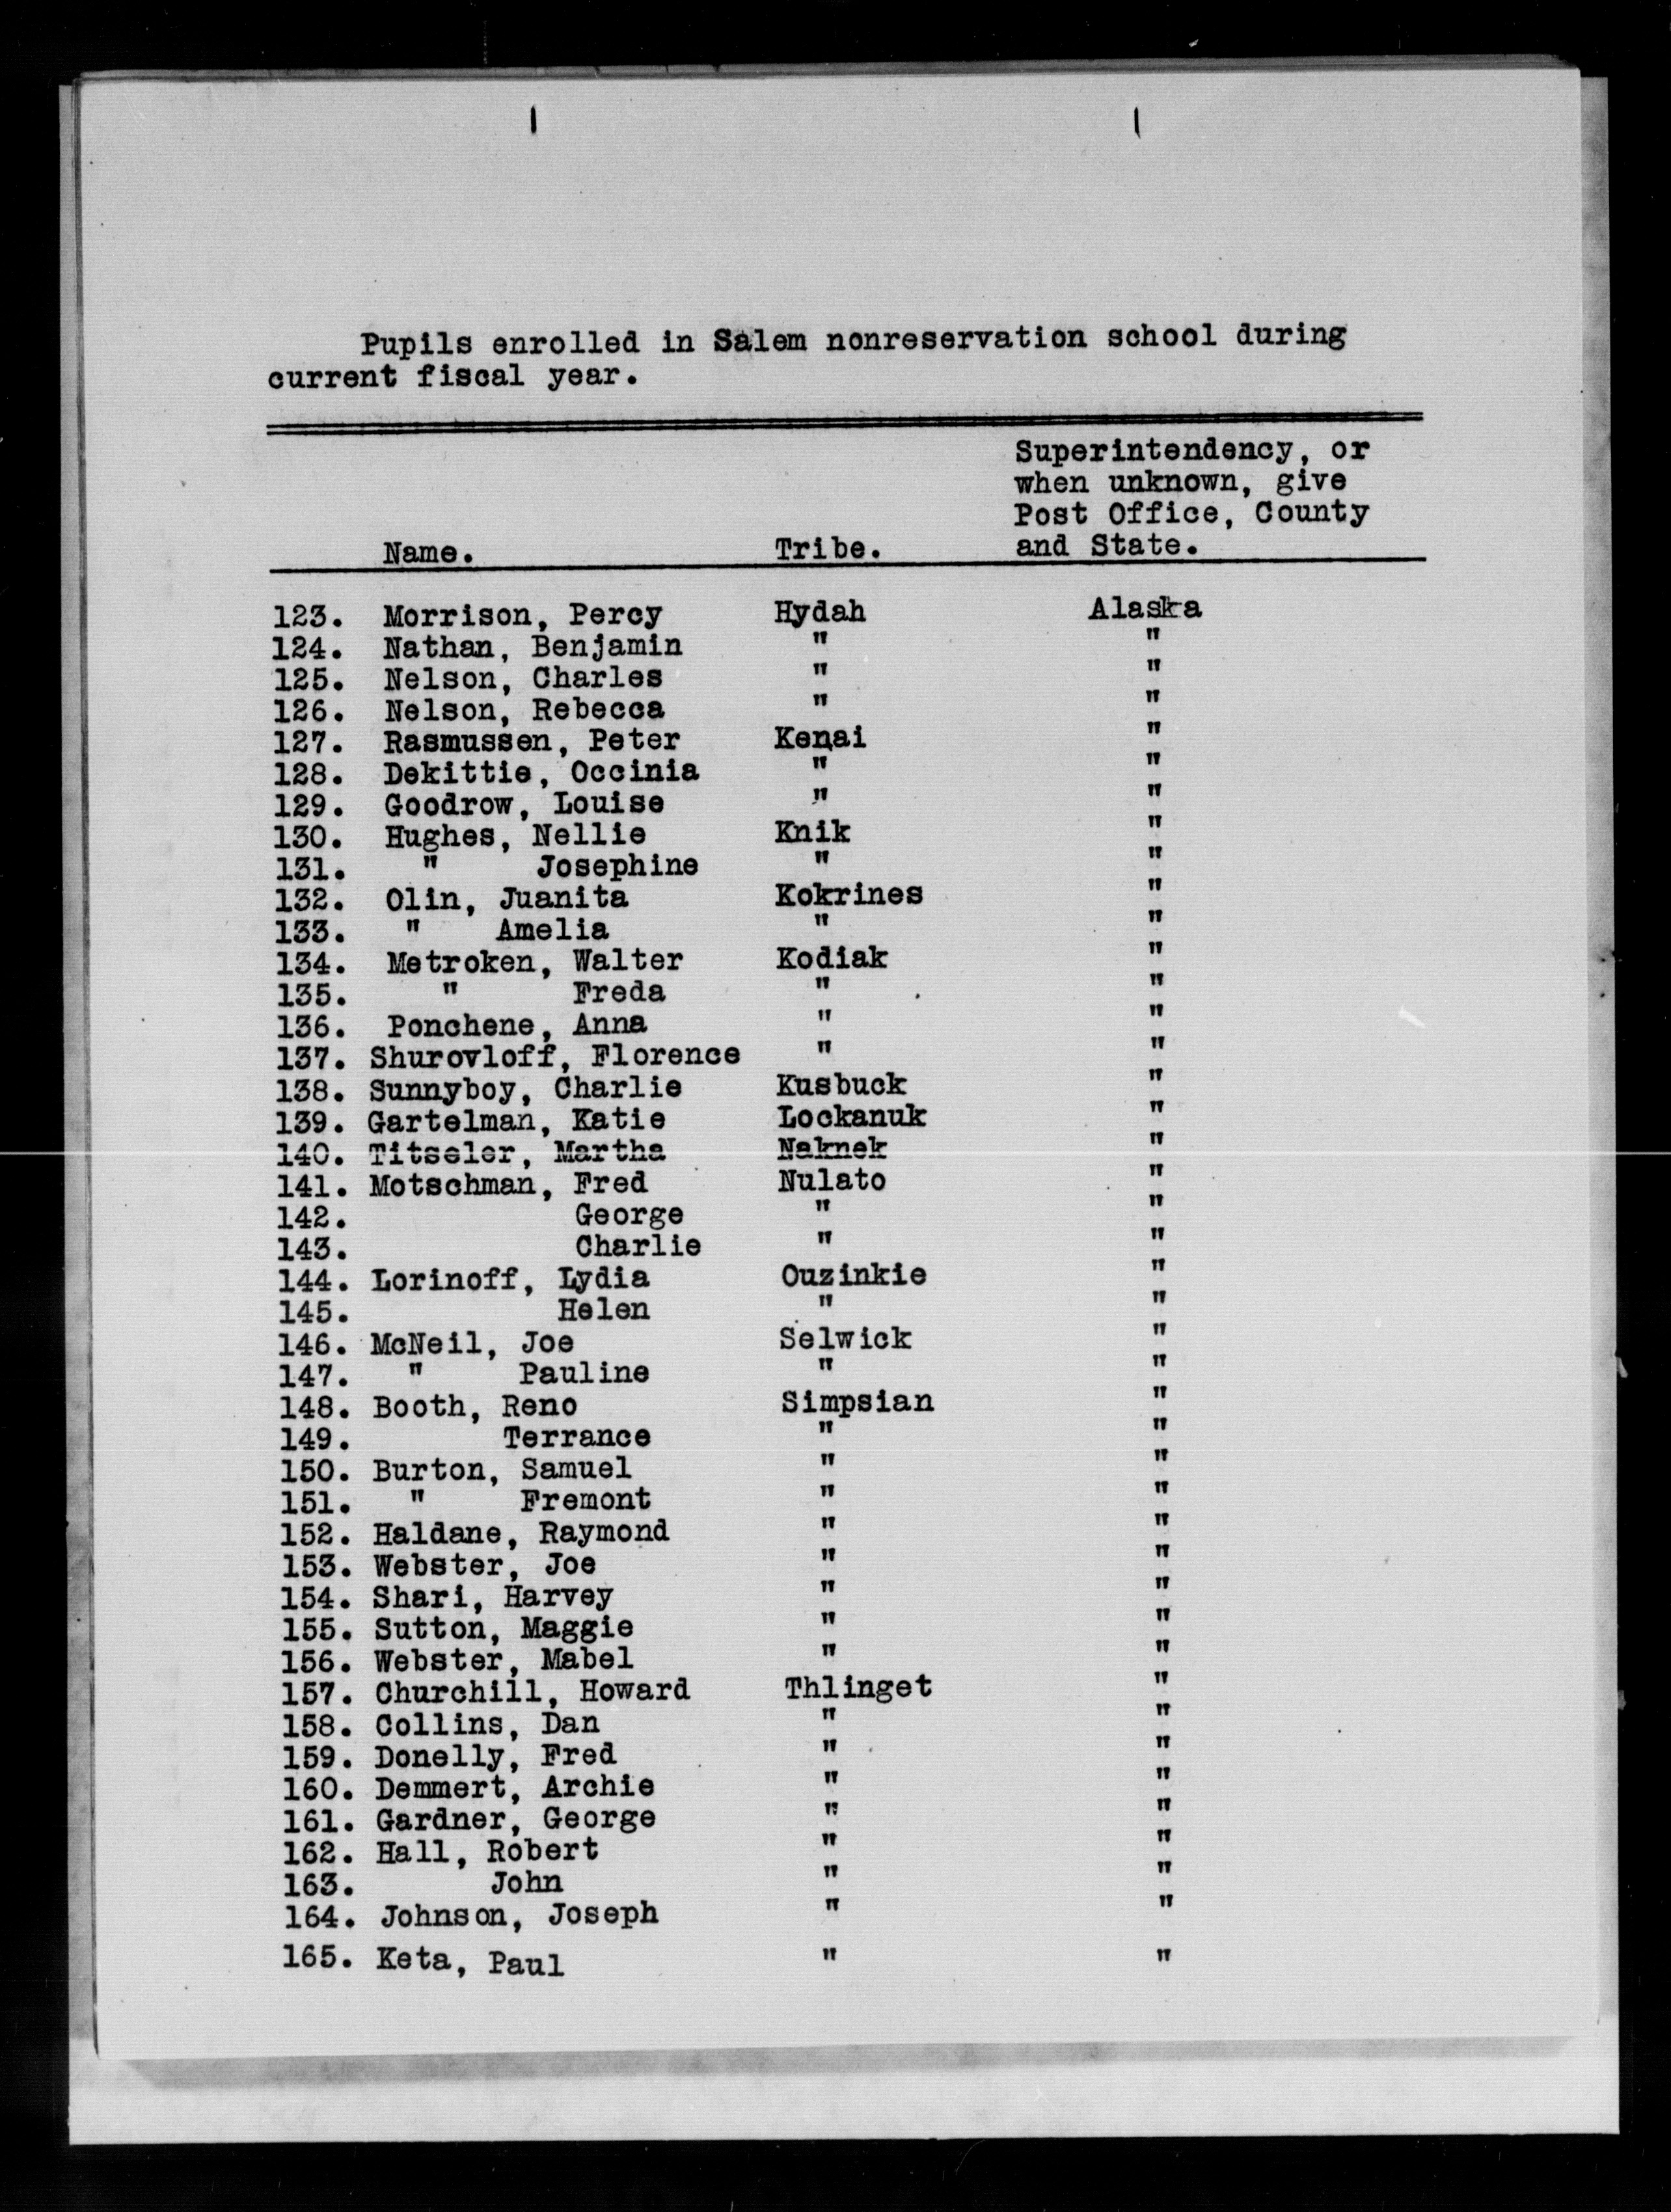 Pupils enrolled in Salem nonreservation school during
current fiscal year.
Superintendency, or
when unknown, give
Post Office, County
Name. Tribe. and State.
123. Morrison, Percy Hydah Alaska
124. Nathan, Benjamin " "
125. Nelson, Charles " "
126. Nelson, Rebecca " "
127. Rasmussen, Peter Kenai "
128. Dekittie, Occinia " "
129. Goodrow, Louise " "
130. Hughes, Nellie Knik "
131. " Josephine " "
132. Olin, Juanita Kokrines "
133. " Amelia " "
134. Metroken, Walter Kodiak "
135. " Freda " "
136. Ponchene, Anna " "
137. Shurovloff, Florence " "
138. Sunnyboy, Charlie Kusbuck "
139. Gartelman, Katie Lockanuk "
140. Titseler, Martha Naknek "
141. Motschman, Fred Nulato "
142. George " "
143. Charlie " "
144. Lorinoff, Lydia Ouzinkie "
145. Helen " "
146. McNeil, Joe Selwick "
147. " Pauline " "
148. Booth, Reno Simpsian "
149. Terrance " "
150. Burton, Samuel " "
151. " Fremont " "
152. Haldane, Raymond " "
153. Webster, Joe " "
154. Shari, Harvey " "
155. Sutton, Maggie " "
156. Webster, Mabel " "
157. Churchill, Howard Thlinget "
158. Collins, Dan " "
159. Donelly, Fred " "
160. Demmert, Archie " "
161. Gardner, George " "
162. Hall, Robert " "
163. John " "
164. Johnson, Joseph " "
165. Keta, Paul " "